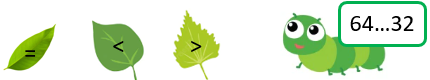 = < > 64...32